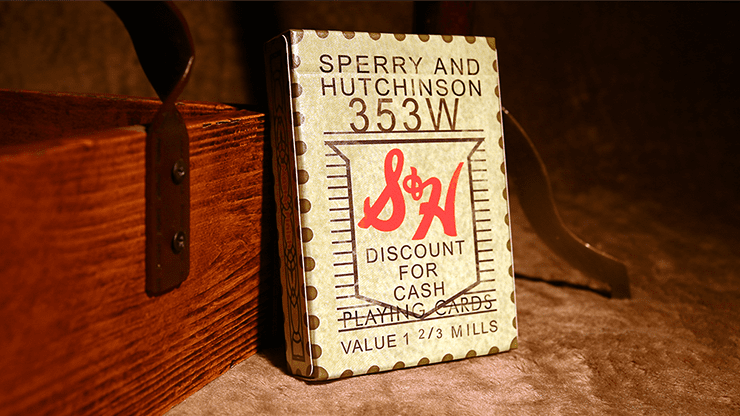 SPERRY AND
HUTCHINSON
353W
S&H
DISCOUNT
FOR
CASH
PLAYING CARDS
VALUE 1 2/3 MILLS